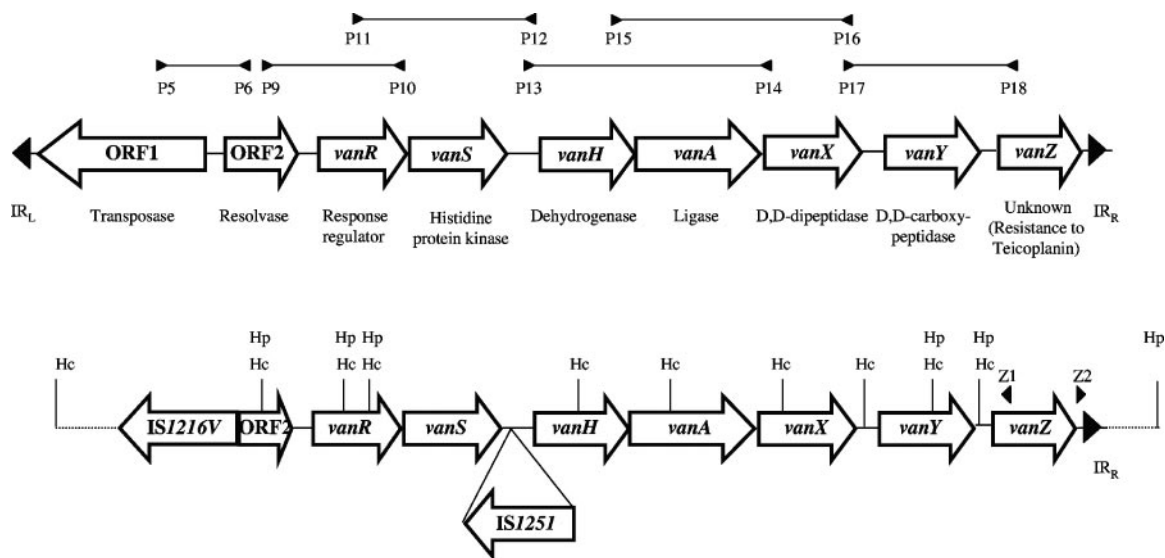 P11 P12 P15 P16
P5 P6 P9 P10 P13 P14 P17 P18
ORF1 ORF2 vanR vanS vanH vanA vanX vanY vanZ
IRL Transposase Resolvase Response regulator Histidine protein kinase Dehydrogenase Ligase D,D-dipeptidase D,D-carboxy-peptidase Unknown (Resistance to Teicoplanin) IRR
Hp Hp Hp Hp Hp Hp
Hc Hc Hc Hc Hc Hc Hc Hc Hc Hc Z1 Z2
IS1216V ORF2 vanR vanS vanH vanA vanX vanY vanZ
IRR
IS1251